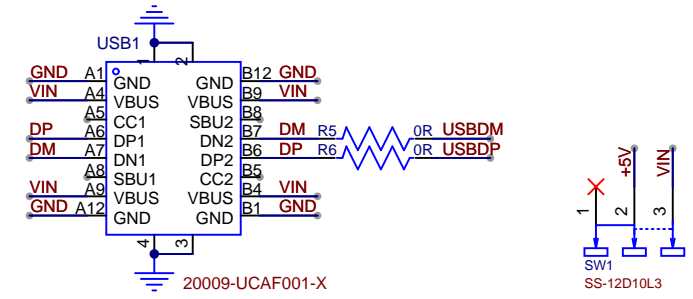 USB1
1 2
GND A1 GND GND B12 GND
VIN A4 VBUS VBUS B9 VIN
A5 CC1 SBU2 B8
DP A6 DP1 DN2 B7 DM R5 0R USBDM
DM A7 DN1 DP2 B6 DP R6 0R USBDP
A8 SBU1 CC2 B5
VIN A9 VBUS VBUS B4 VIN
GND A12 GND GND B1 GND
4 3
20009-UCAF001-X
+5V VIN
1 2 3
SW1
SS-12D10L3